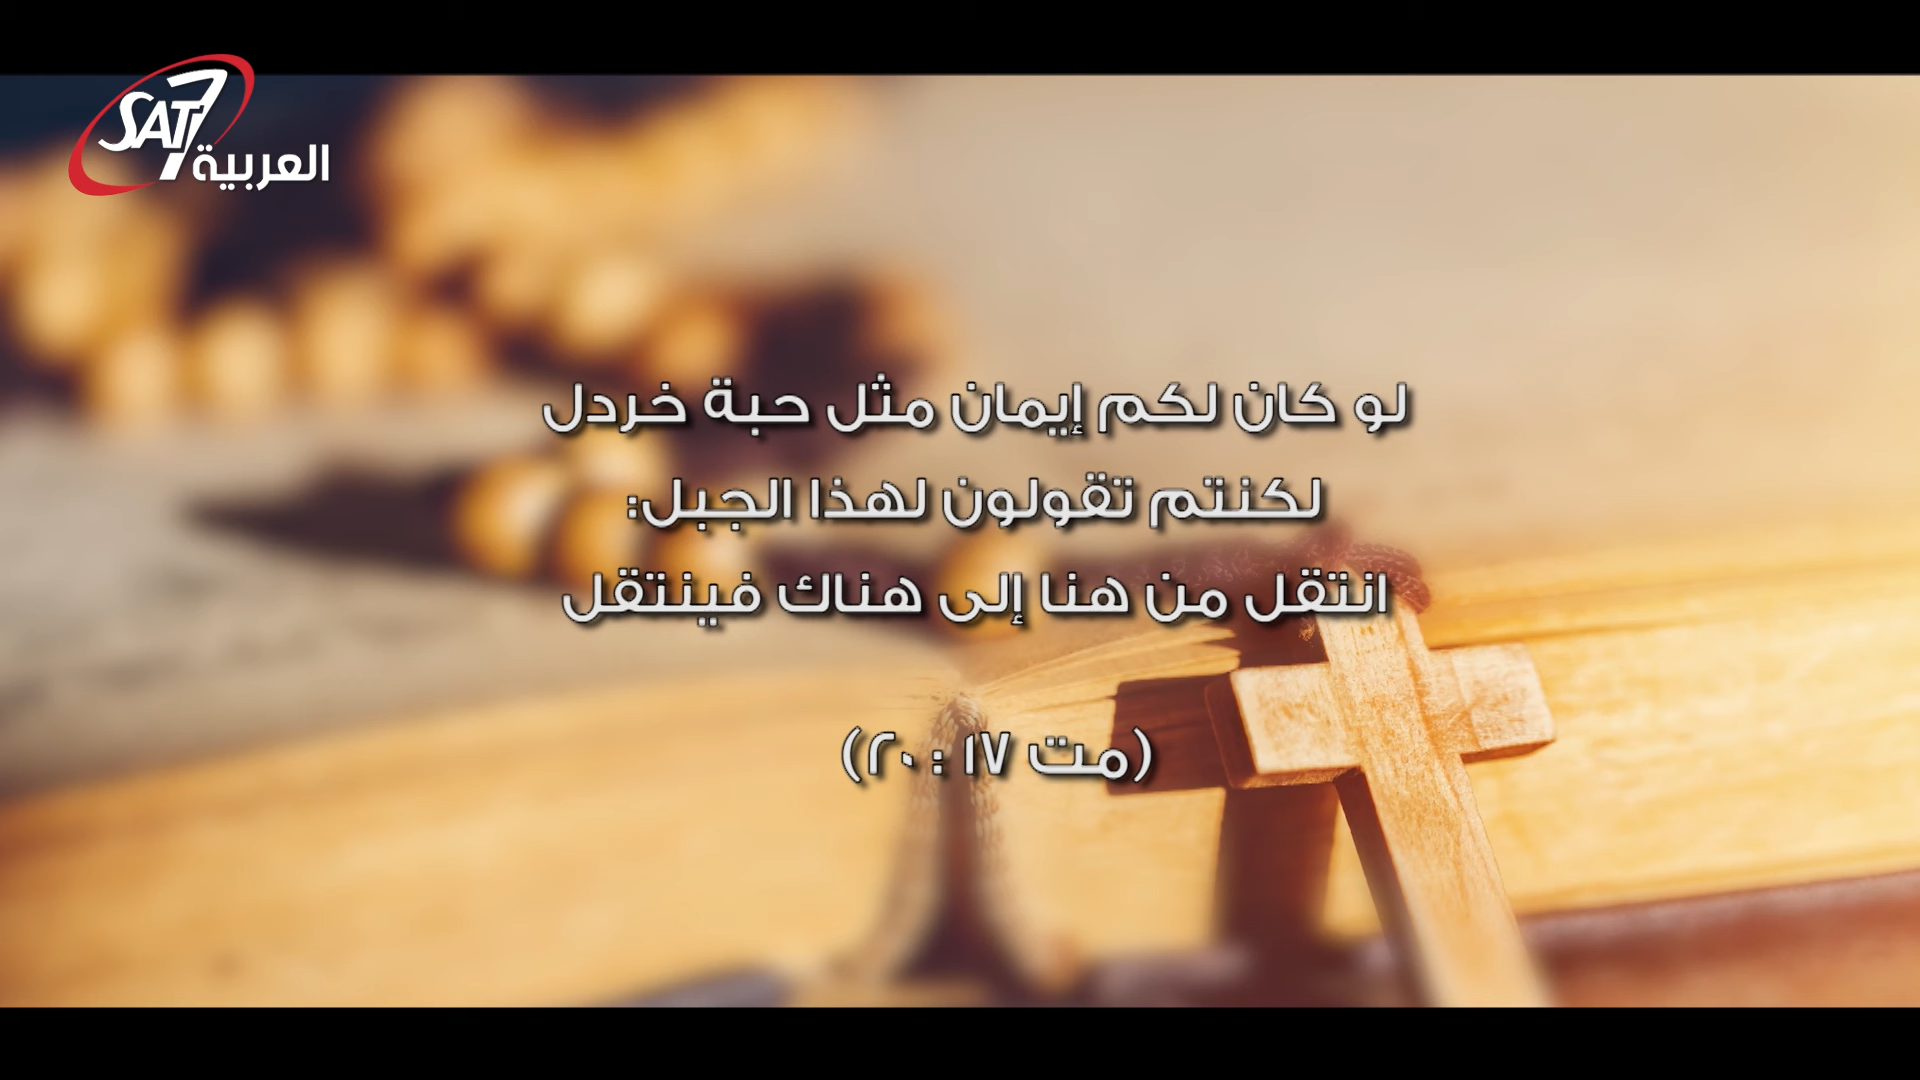 SAT7
العربية
لو كان لكم إيمان مثل حبة خردل
لكنتم تقولون لهذا الجبل:
انتقل من هنا إلى هناك فينتقل
(مت ١٧ : ٢٠)